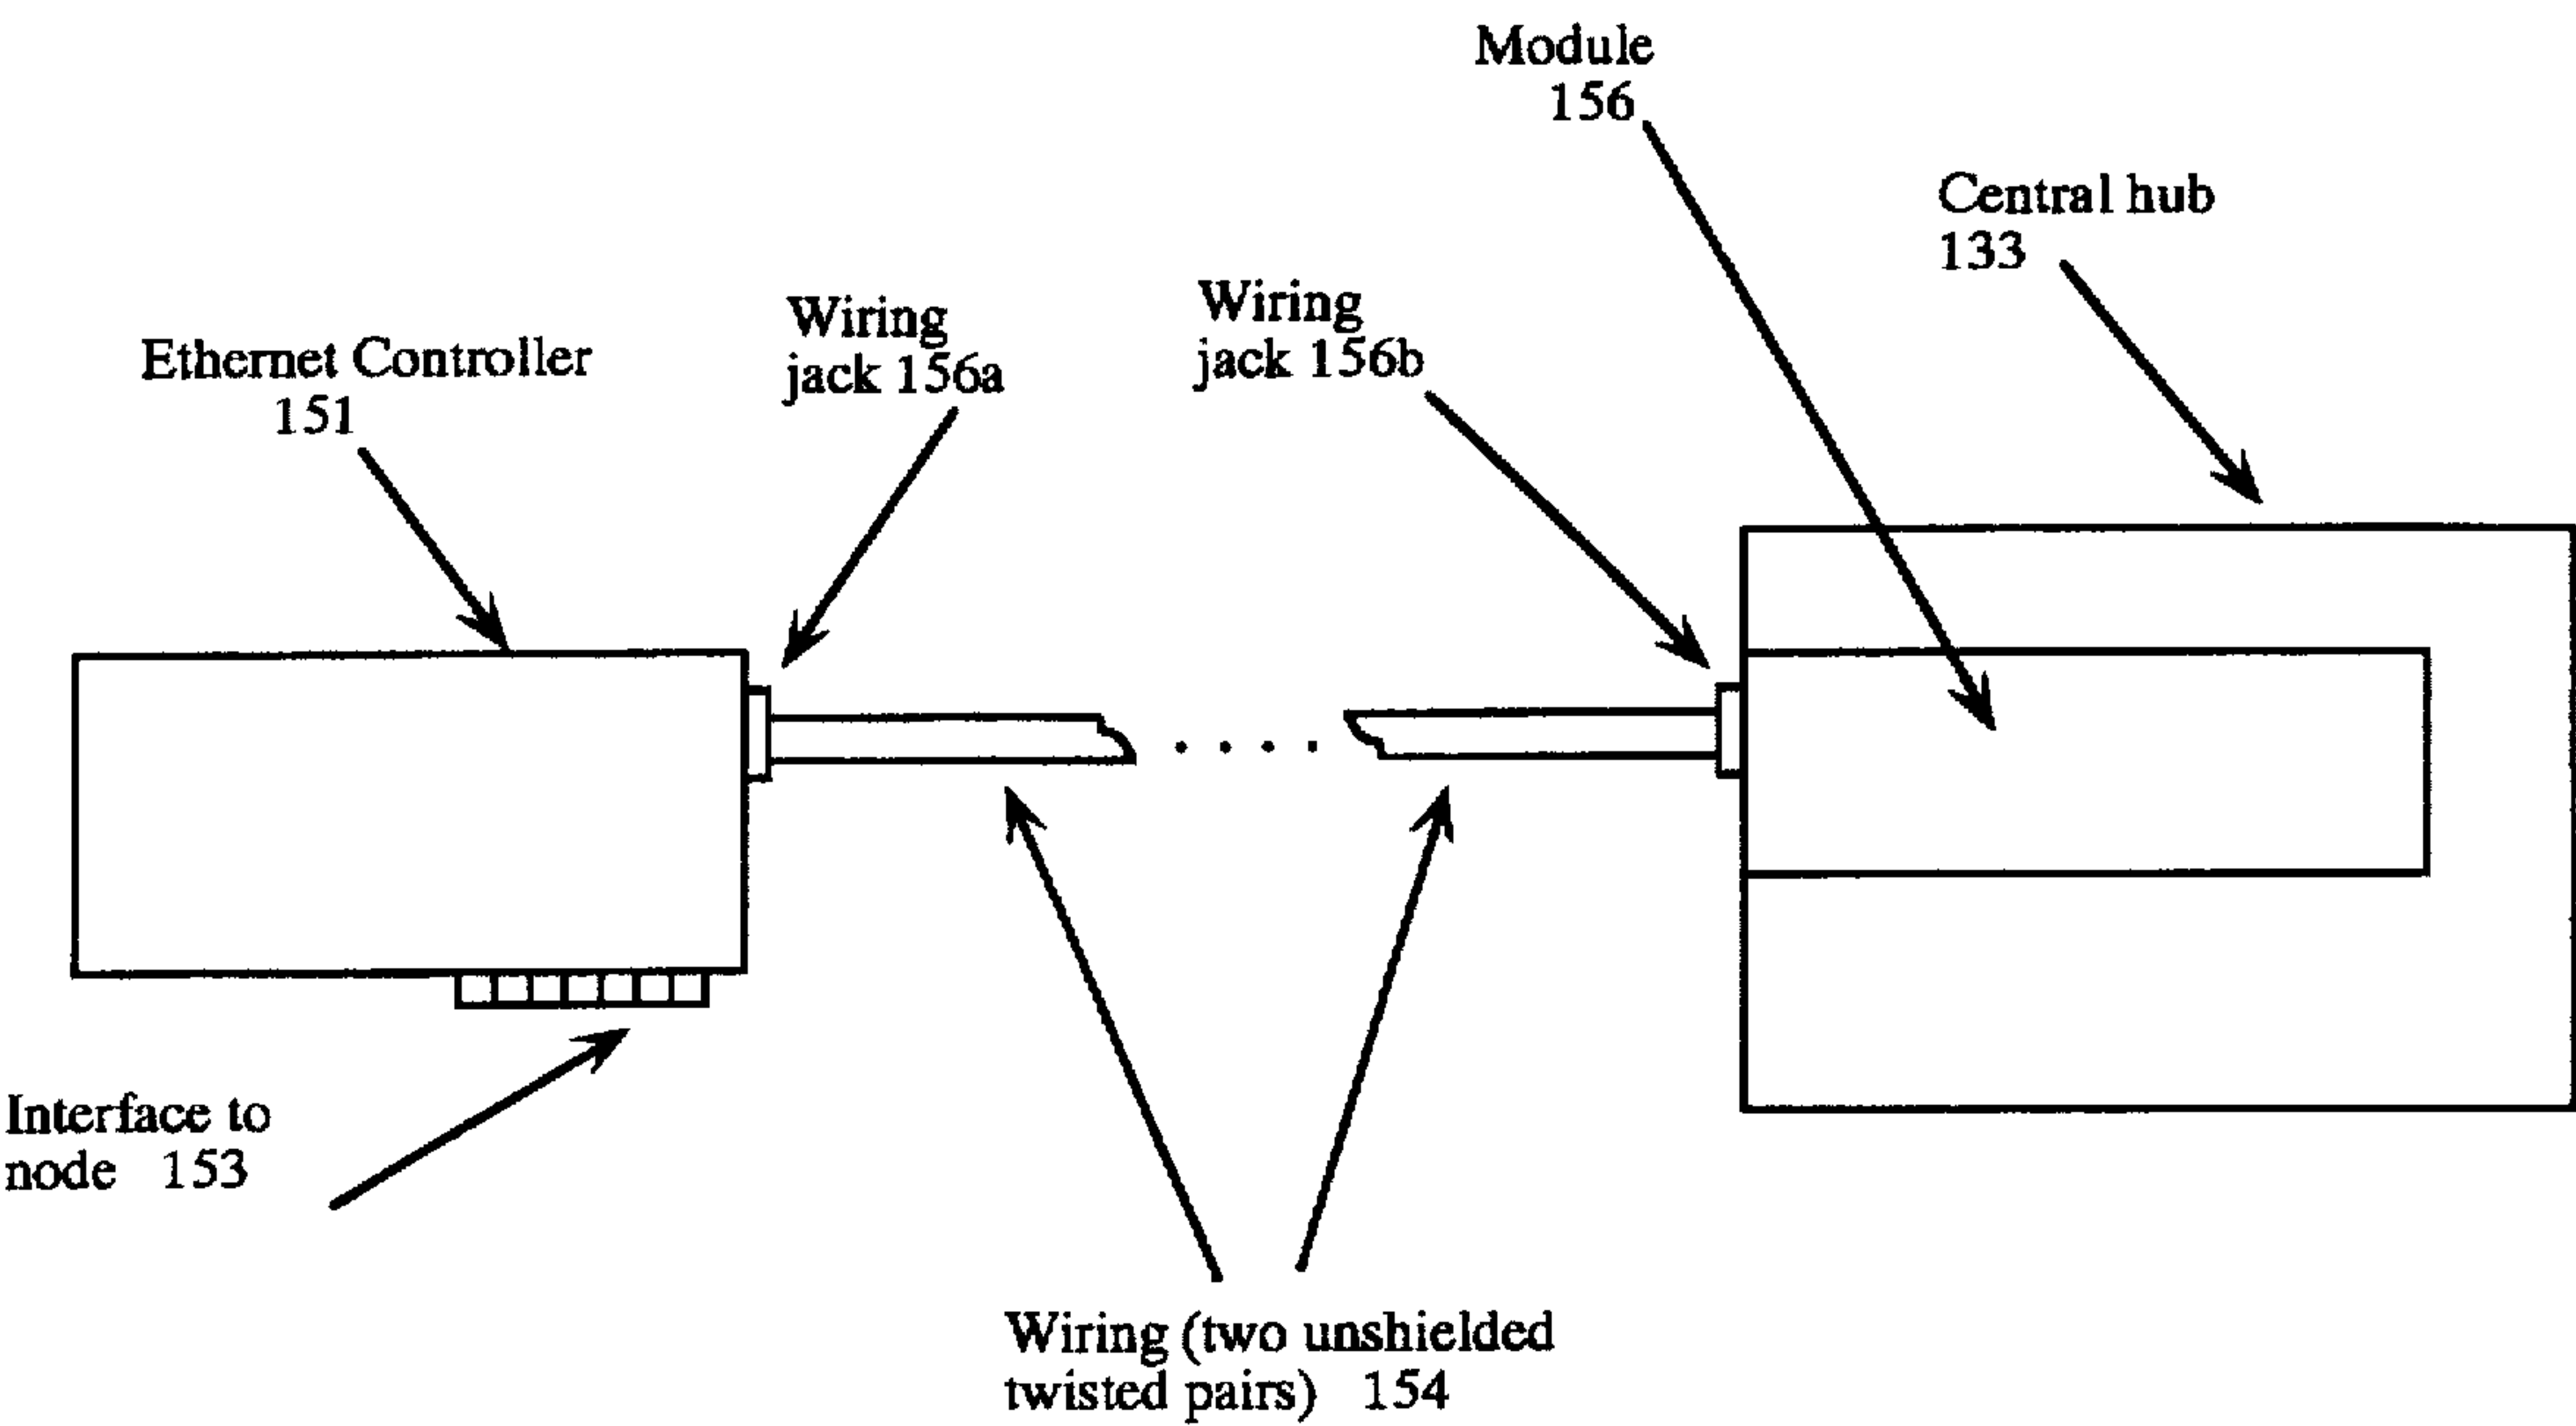 Module
156
Central hub
133
Wiring
jack 156a
Wiring
jack 156b
Ethernet Controller
151
Interface to
node 153
Wiring (two unshielded
twisted pairs) 154